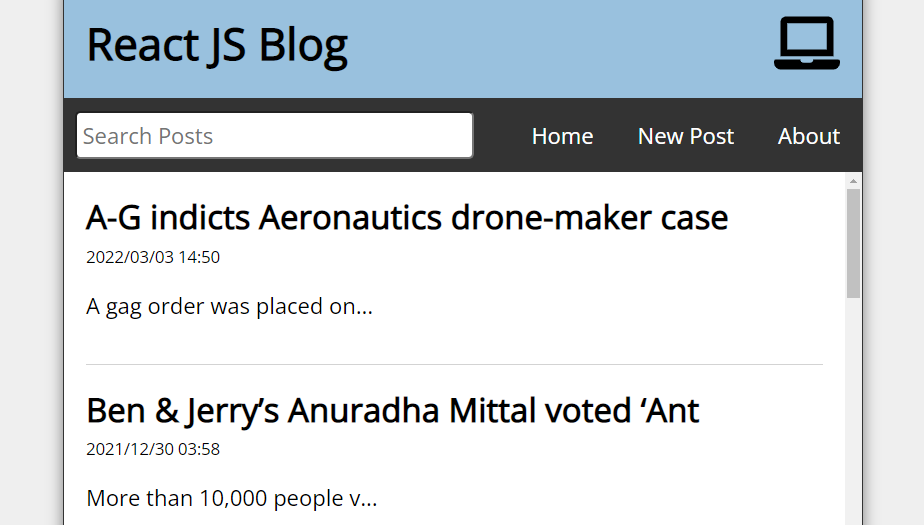 React JS Blog
Search Posts
Home New Post About
A-G indicts Aeronautics drone-maker case
2022/03/03 14:50
A gag order was placed on...
Ben & Jerry’s Anuradha Mittal voted ‘Ant
2021/12/30 03:58
More than 10,000 people v...